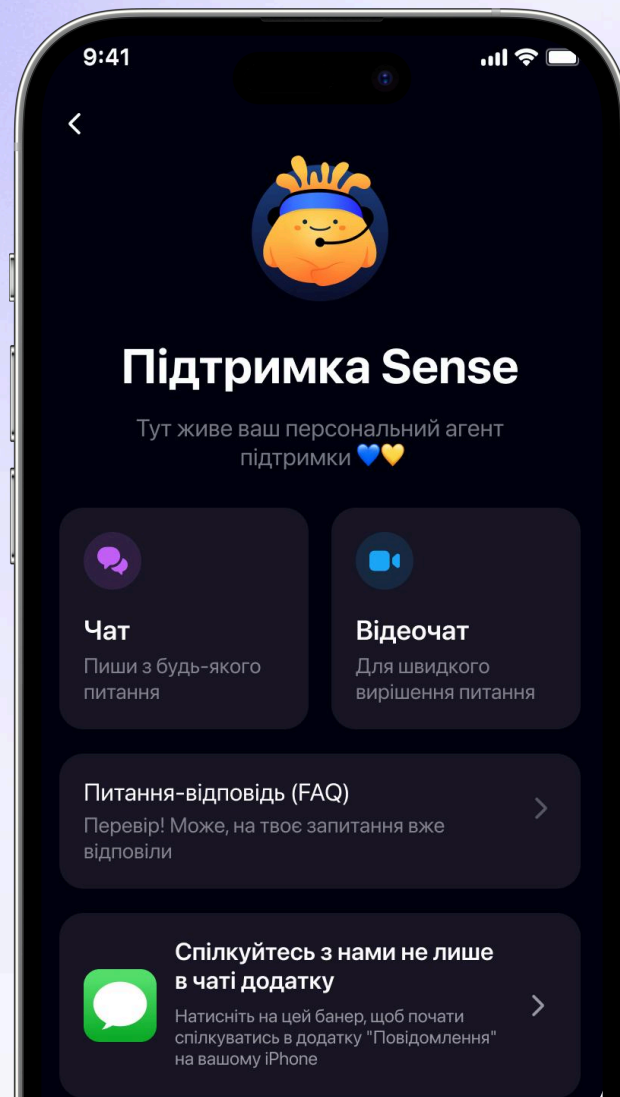 9:41
Підтримка Sense
Тут живе ваш персональний агент
підтримки 💙💛
Чат
Пиши з будь-якого
питання
Відеочат
Для швидкого
вирішення питання
Питання-відповідь (FAQ)
Перевір! Може, на твоє запитання вже
відповіли
Спілкуйтесь з нами не лише
в чаті додатку
Натисніть на цей банер, щоб почати
спілкуватись в додатку "Повідомлення"
на вашому iPhone